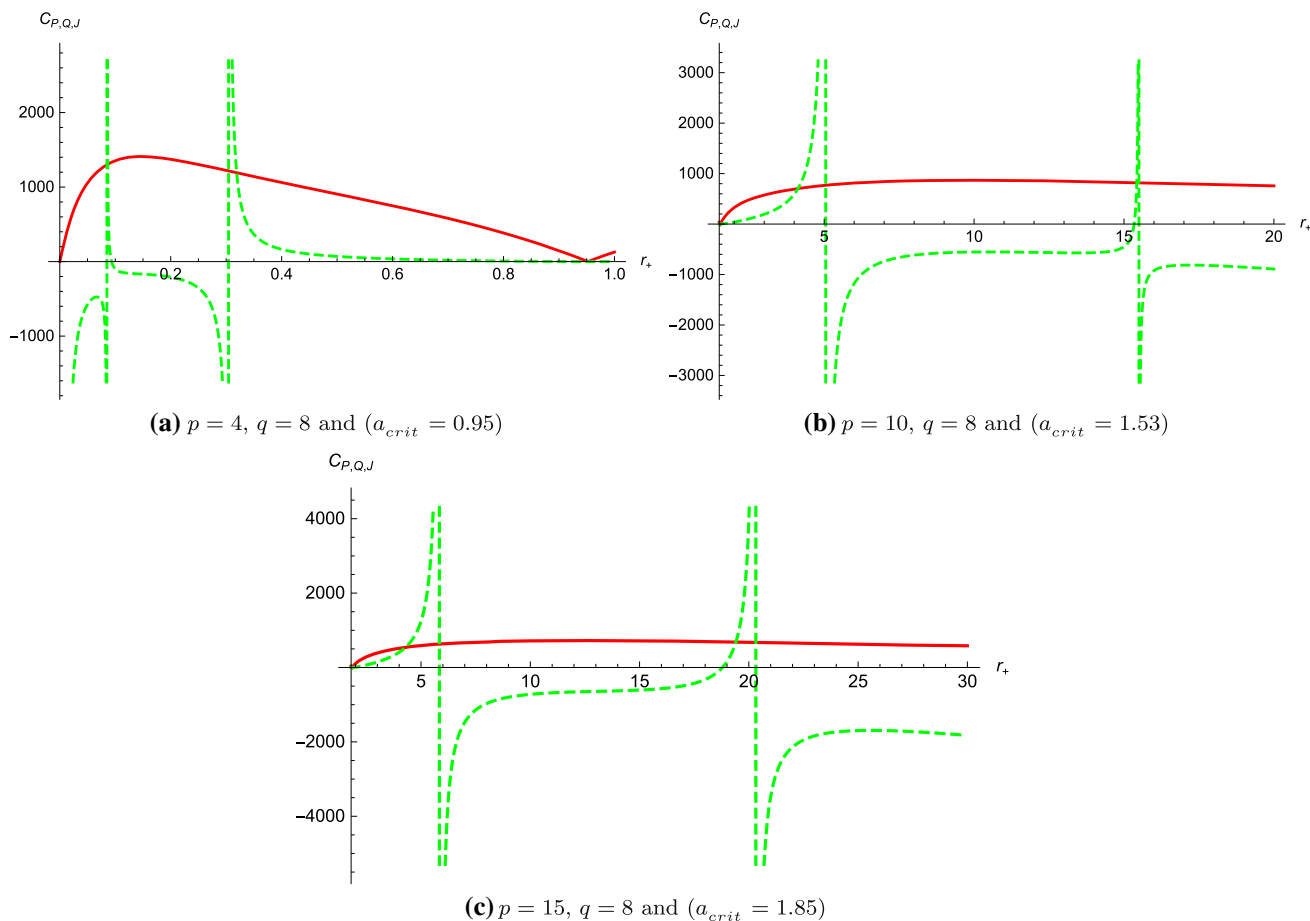 C_{P,Q,J}
2000
1000
-1000
0.2 0.4 0.6 0.8 1.0 r_+
(a) p = 4, q = 8 and (a_{crit} = 0.95)
C_{P,Q,J}
3000
2000
1000
0
-1000
-2000
-3000
5 10 15 20 r_+
(b) p = 10, q = 8 and (a_{crit} = 1.53)
C_{P,Q,J}
4000
2000
0
-2000
-4000
5 10 15 20 25 30 r_+
(c) p = 15, q = 8 and (a_{crit} = 1.85)